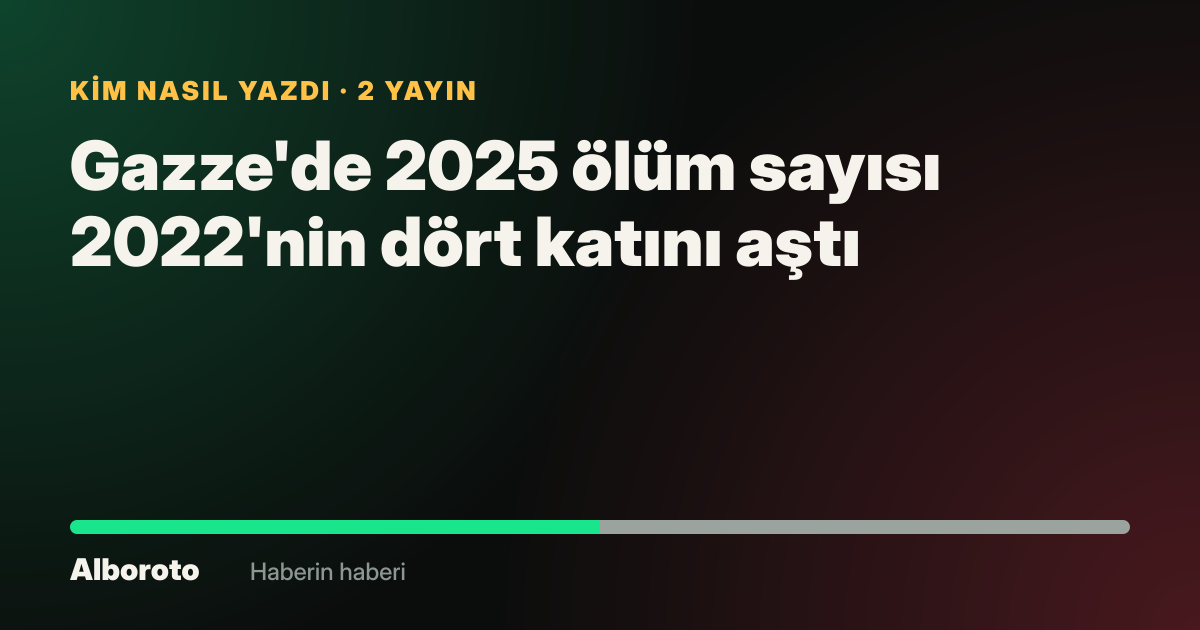 KİM NASIL YAZDI · 2 YAYIN
Gazze'de 2025 ölüm sayısı
2022'nin dört katını aştı
Alboroto
Haberin haberi